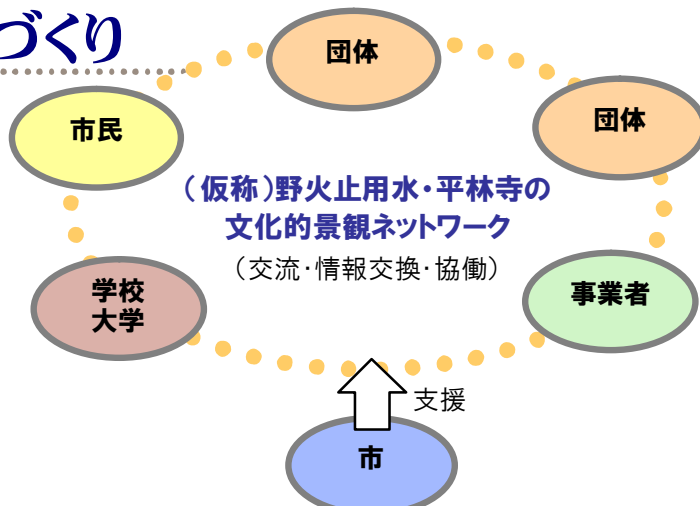 づくり
団体
団体
市民
（仮称）野火止用水・平林寺の
文化的景観ネットワーク
（交流・情報交換・協働）
学校
大学
事業者
支援
市